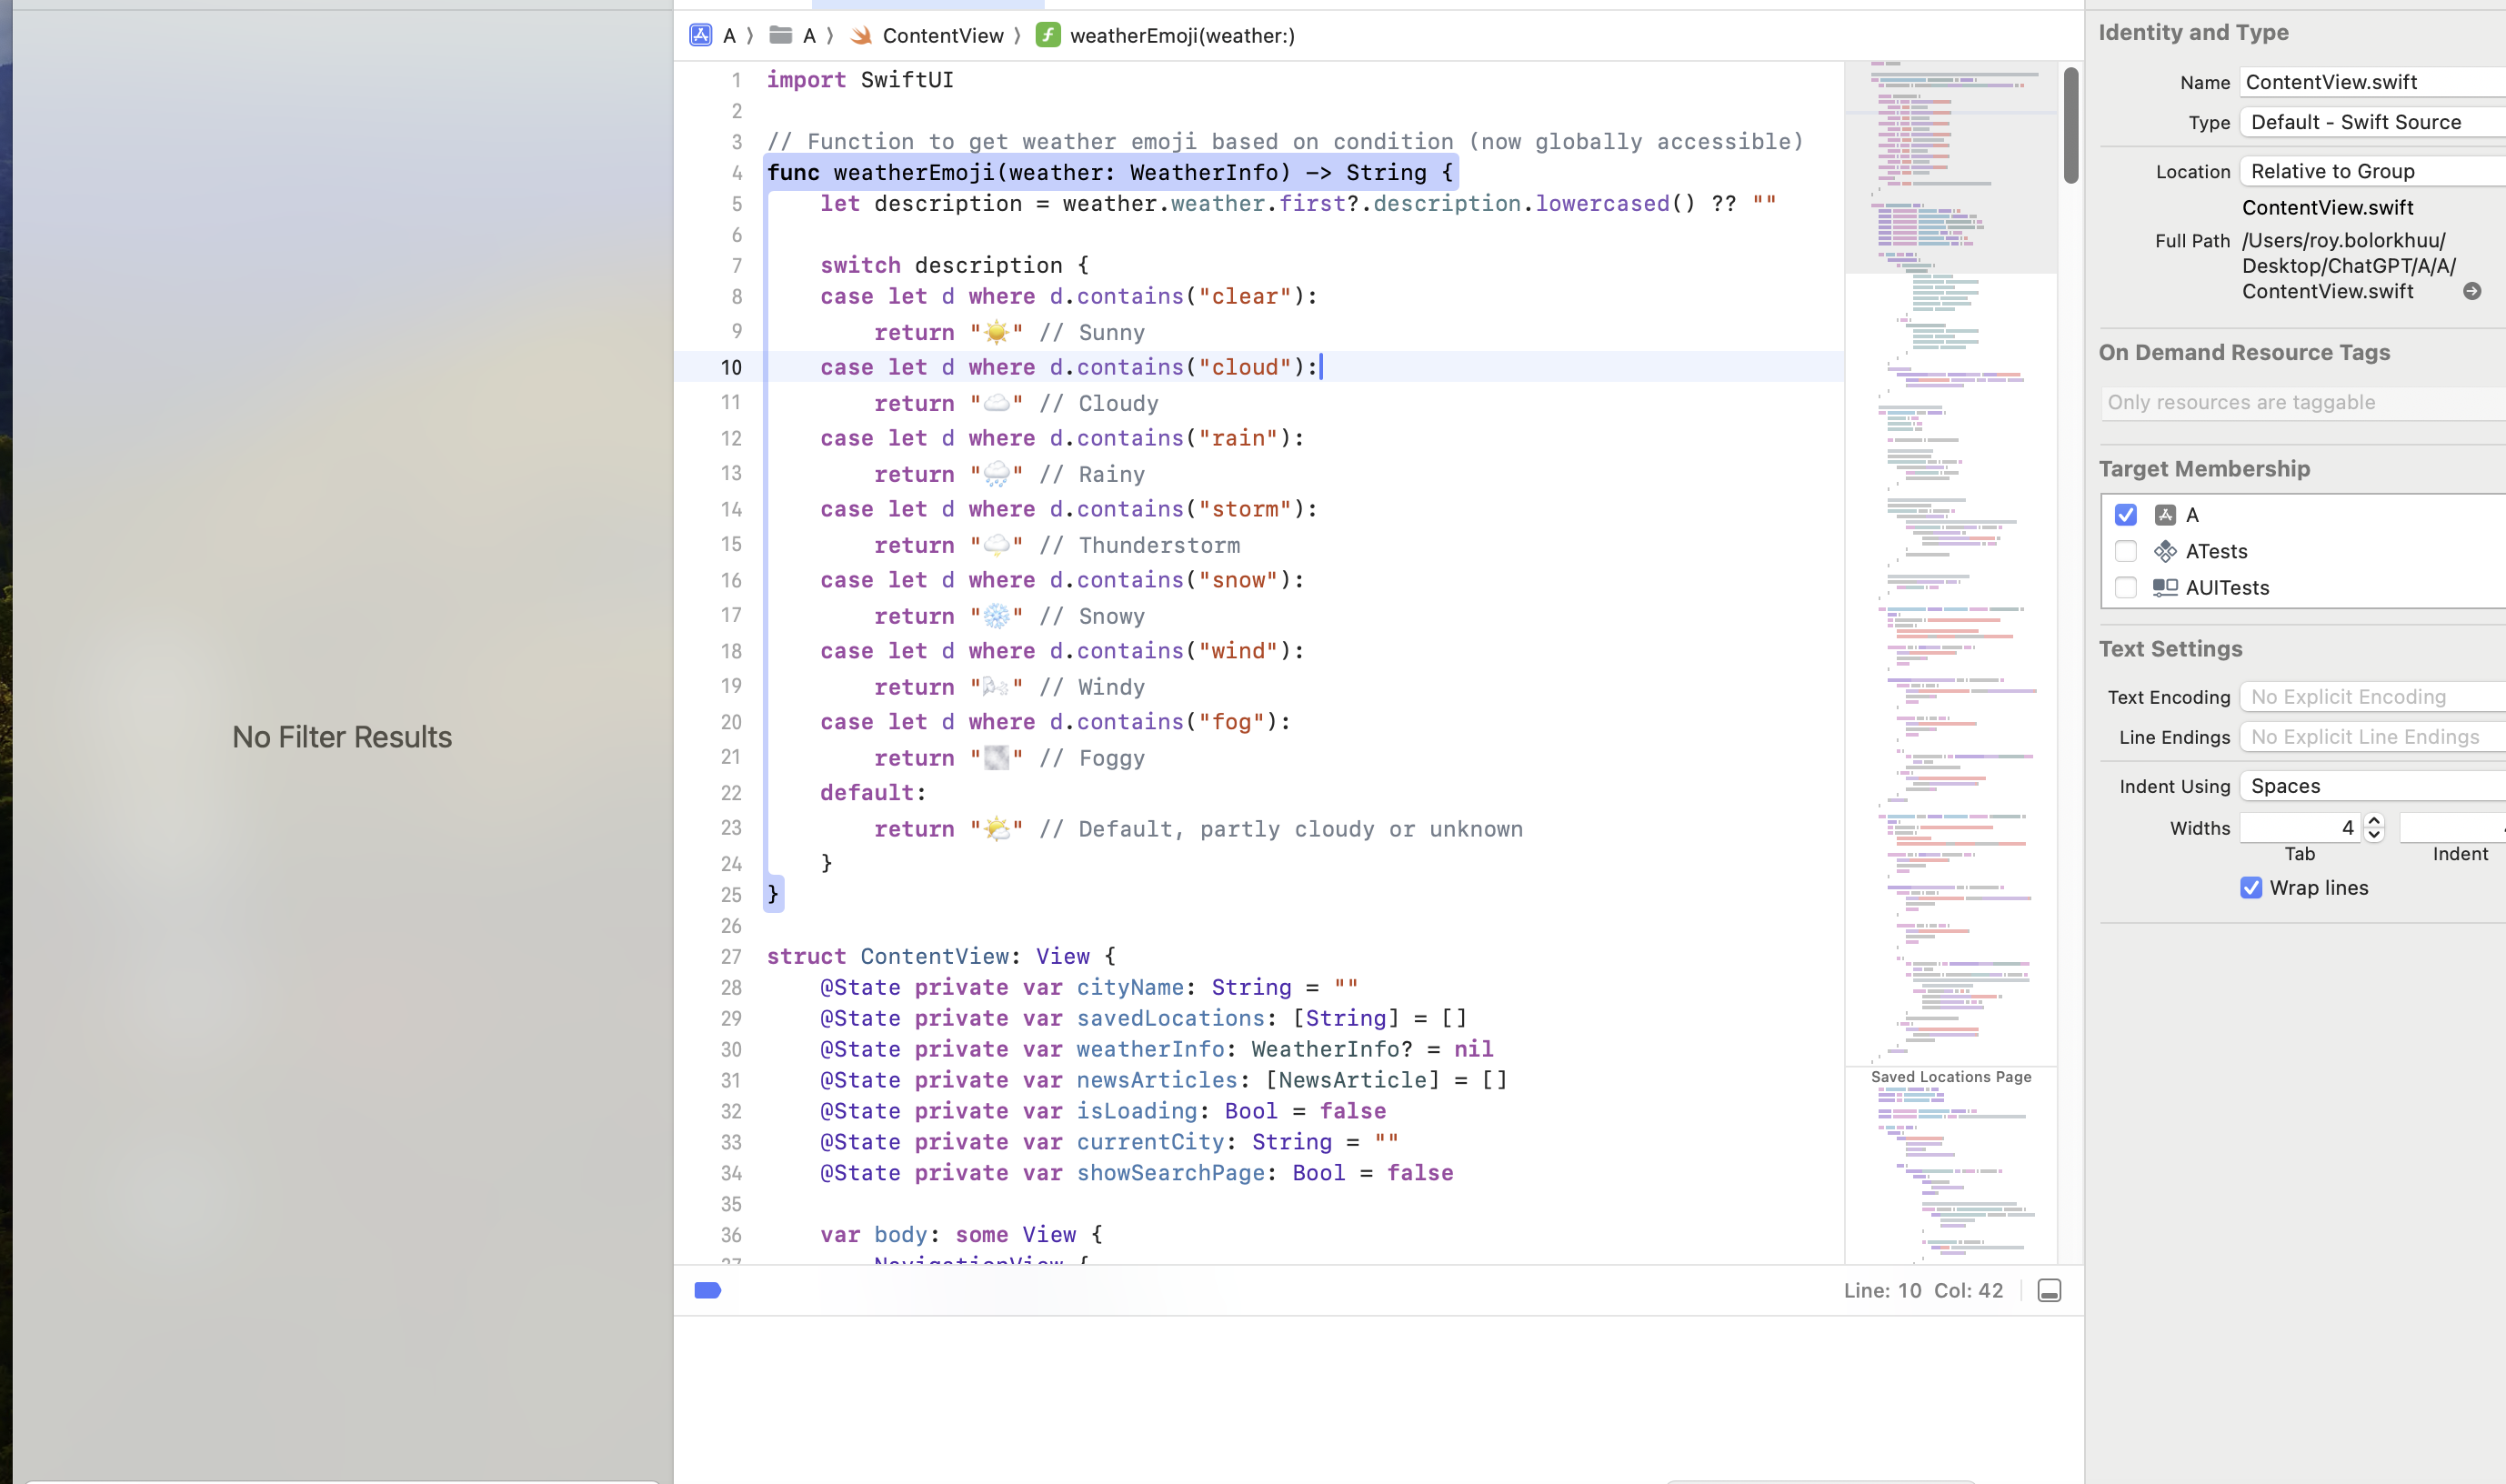 No Filter Results
A 〉 A 〉 ContentView 〉 f weatherEmoji(weather:)
1 import SwiftUI
2
3 // Function to get weather emoji based on condition (now globally accessible)
4 func weatherEmoji(weather: WeatherInfo) -> String {
5 let description = weather.weather.first?.description.lowercased() ?? ""
6
7 switch description {
8 case let d where d.contains("clear"):
9 return "☀️" // Sunny
10 case let d where d.contains("cloud"):
11 return "☁️" // Cloudy
12 case let d where d.contains("rain"):
13 return "🌧️" // Rainy
14 case let d where d.contains("storm"):
15 return "🌩️" // Thunderstorm
16 case let d where d.contains("snow"):
17 return "❄️" // Snowy
18 case let d where d.contains("wind"):
19 return "🌬️" // Windy
20 case let d where d.contains("fog"):
21 return "🌫️" // Foggy
22 default:
23 return "🌤️" // Default, partly cloudy or unknown
24 }
25 }
26
27 struct ContentView: View {
28 @State private var cityName: String = ""
29 @State private var savedLocations: [String] = []
30 @State private var weatherInfo: WeatherInfo? = nil
31 @State private var newsArticles: [NewsArticle] = []
32 @State private var isLoading: Bool = false
33 @State private var currentCity: String = ""
34 @State private var showSearchPage: Bool = false
35
36 var body: some View {
37 NavigationView {
Saved Locations Page
Line: 10 Col: 42
Identity and Type
Name ContentView.swift
Type Default - Swift Source
Location Relative to Group
ContentView.swift
Full Path /Users/roy.bolorkhuu/
Desktop/ChatGPT/A/A/
ContentView.swift
On Demand Resource Tags
Only resources are taggable
Target Membership
A
ATests
AUITests
Text Settings
Text Encoding No Explicit Encoding
Line Endings No Explicit Line Endings
Indent Using Spaces
Widths 4
Tab Indent
Wrap lines